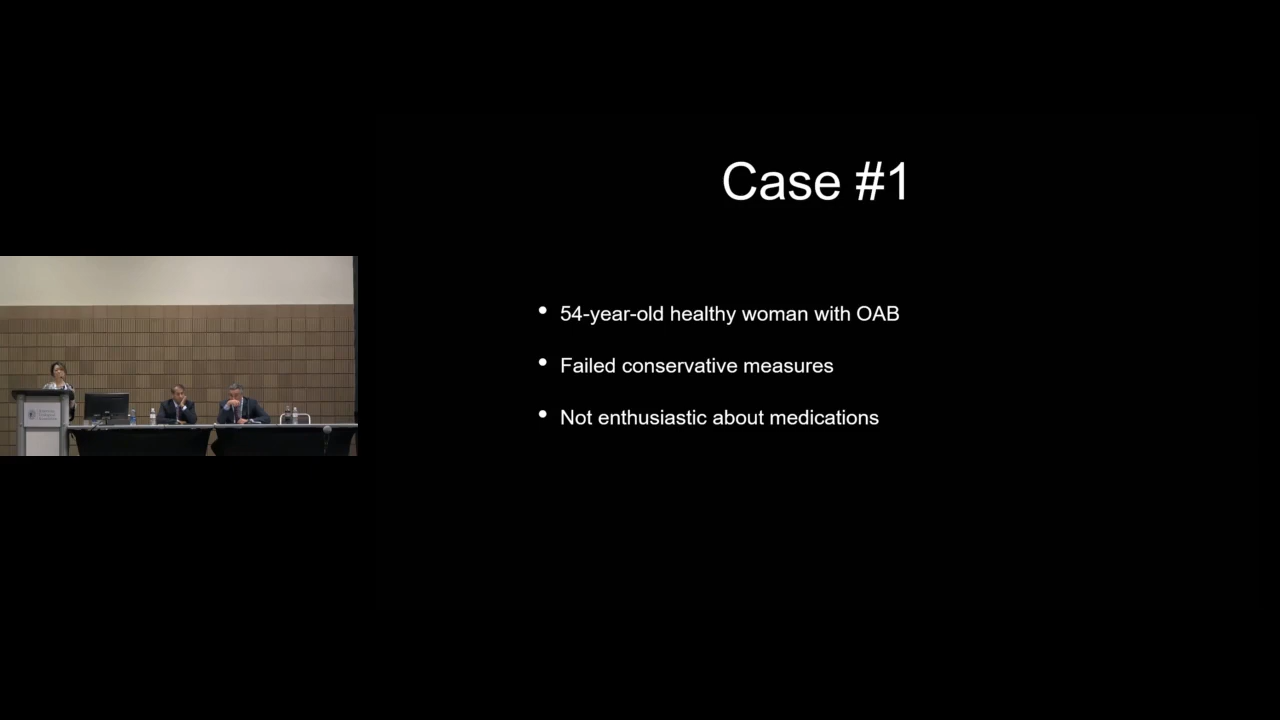 Case #1
• 54-year-old healthy woman with OAB
• Failed conservative measures
• Not enthusiastic about medications